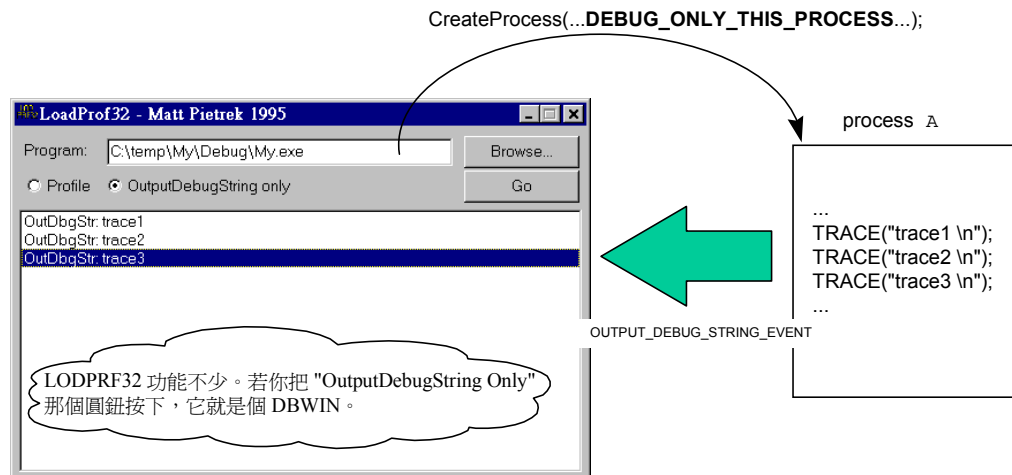 CreateProcess(...DEBUG_ONLY_THIS_PROCESS...);
LoadProf32 - Matt Pietrek 1995
Program: C:\temp\My\Debug\My.exe Browse...
Profile OutputDebugString only Go
OutDbgStr: trace1
OutDbgStr: trace2
OutDbgStr: trace3
LODPRF32 功能不少。若你把 "OutputDebugString Only"
那個圓鈕按下，它就是個 DBWIN。
OUTPUT_DEBUG_STRING_EVENT
process A
...
TRACE("trace1 \n");
TRACE("trace2 \n");
TRACE("trace3 \n");
...